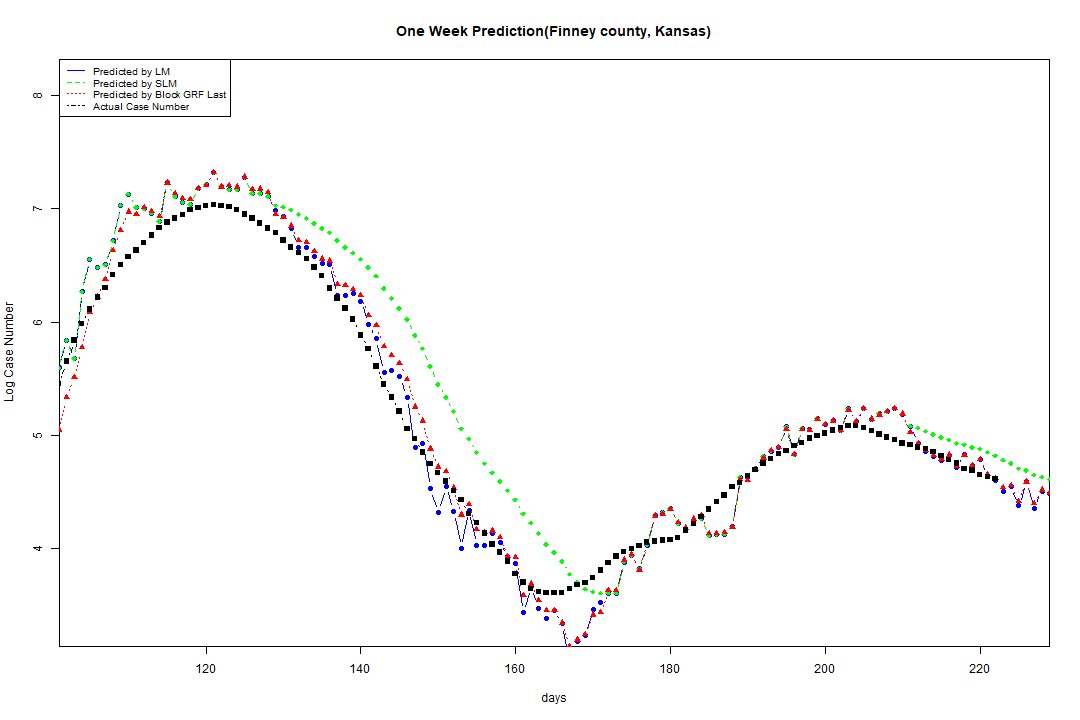 One Week Prediction(Finney county, Kansas)
Predicted by LM
Predicted by SLM
Predicted by Block GRF Last
Actual Case Number
8
7
6
5
4
Log Case Number
120 140 160 180 200 220
days